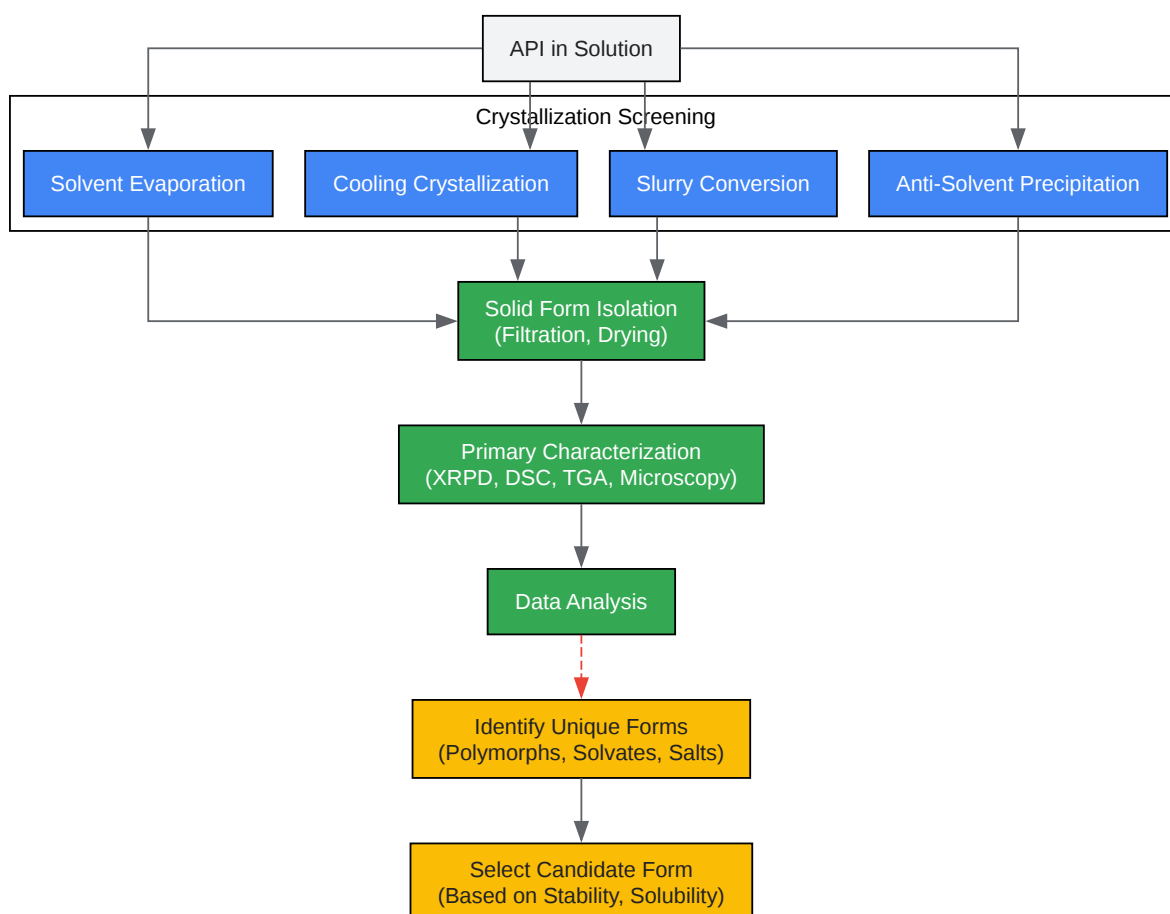 API in Solution
Crystallization Screening
Solvent Evaporation
Cooling Crystallization
Slurry Conversion
Anti-Solvent Precipitation
Solid Form Isolation
(Filtration, Drying)
Primary Characterization
(XRPD, DSC, TGA, Microscopy)
Data Analysis
Identify Unique Forms
(Polymorphs, Solvates, Salts)
Select Candidate Form
(Based on Stability, Solubility)